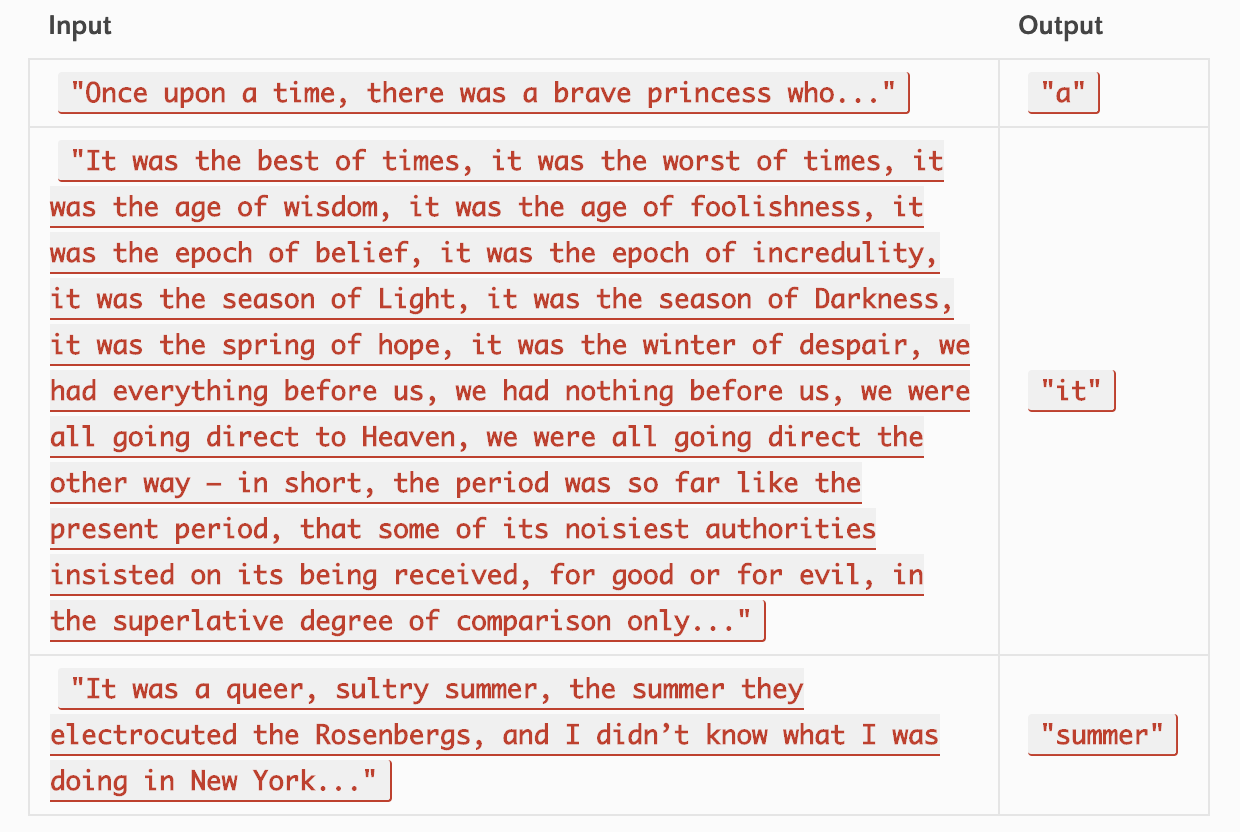 Input Output
"Once upon a time, there was a brave princess who..." "a"
"It was the best of times, it was the worst of times, it
was the age of wisdom, it was the age of foolishness, it
was the epoch of belief, it was the epoch of incredulity,
it was the season of Light, it was the season of Darkness,
it was the spring of hope, it was the winter of despair, we
had everything before us, we had nothing before us, we were
all going direct to Heaven, we were all going direct the
other way – in short, the period was so far like the
present period, that some of its noisiest authorities
insisted on its being received, for good or for evil, in
the superlative degree of comparison only..."
"it"
"It was a queer, sultry summer, the summer they
electrocuted the Rosenbergs, and I didn’t know what I was
doing in New York..."
"summer"